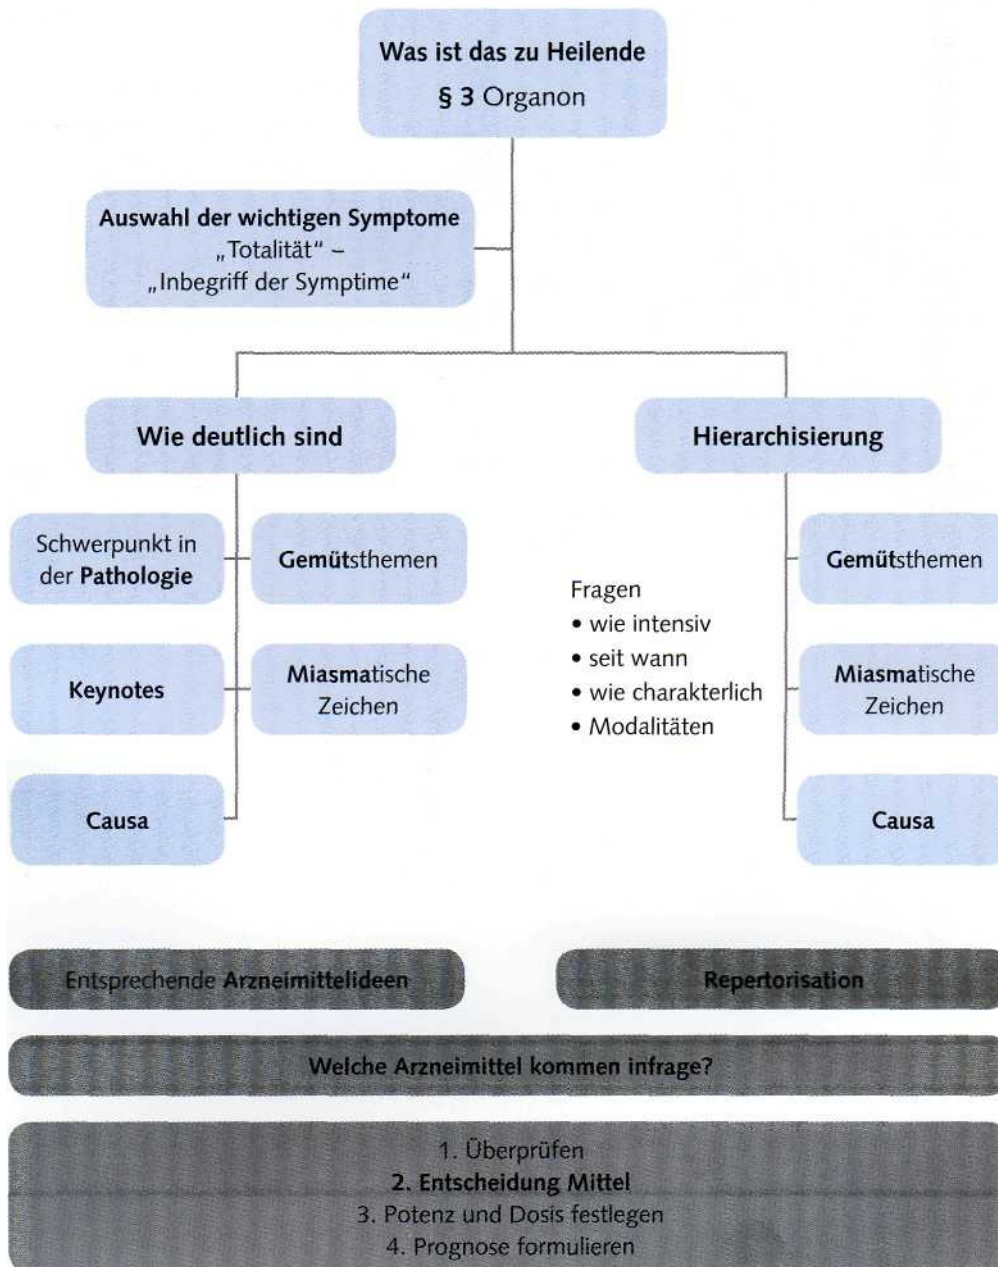 Was ist das zu Heilende
§ 3 Organon
Auswahl der wichtigen Symptome
„Totalität“ –
„Inbegriff der Symptime“
Wie deutlich sind
Hierarchisierung
Schwerpunkt in
der Pathologie
Gemütsthemen
Keynotes
Miasmatische
Zeichen
Causa
Fragen
• wie intensiv
• seit wann
• wie charakterlich
• Modalitäten
Gemütsthemen
Miasmatische
Zeichen
Causa
Entsprechende Arzneimittelideen
Repertorisation
Welche Arzneimittel kommen infrage?
1. Überprüfen
2. Entscheidung Mittel
3. Potenz und Dosis festlegen
4. Prognose formulieren